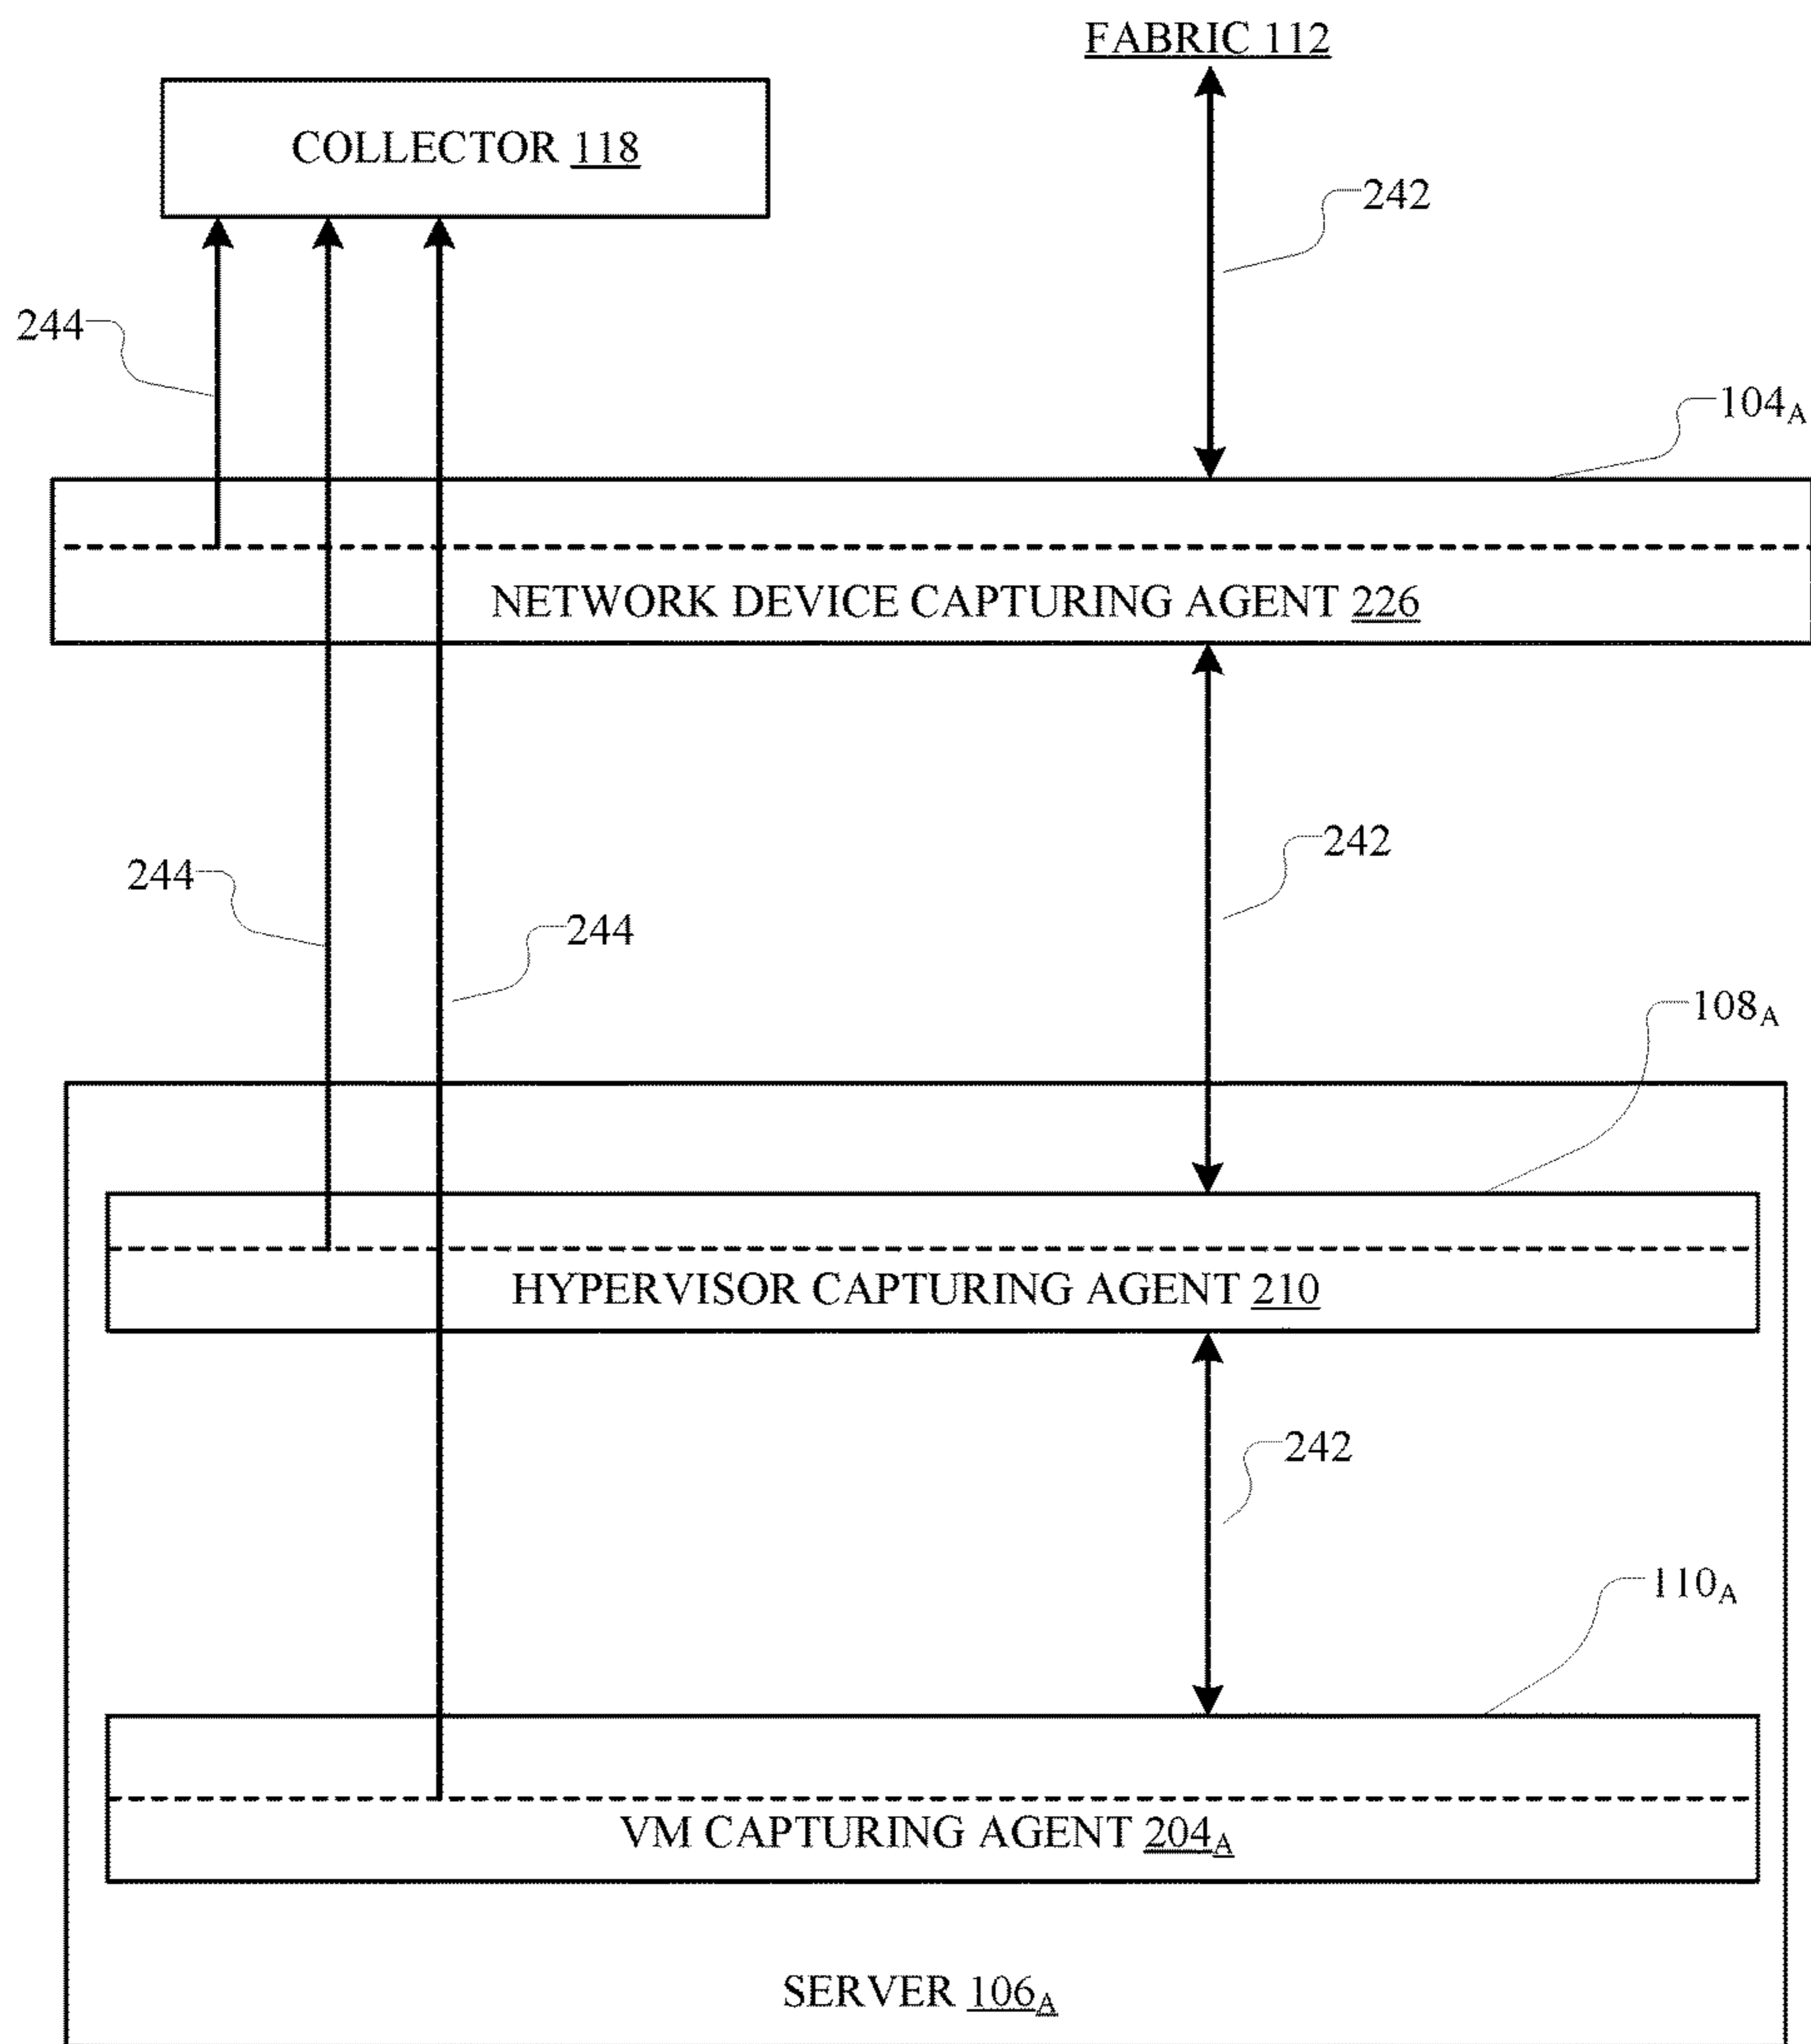 FABRIC 112
COLLECTOR 118
242
244
104A
NETWORK DEVICE CAPTURING AGENT 226
242
244
244
108A
HYPERVISOR CAPTURING AGENT 210
242
110A
VM CAPTURING AGENT 204A
SERVER 106A